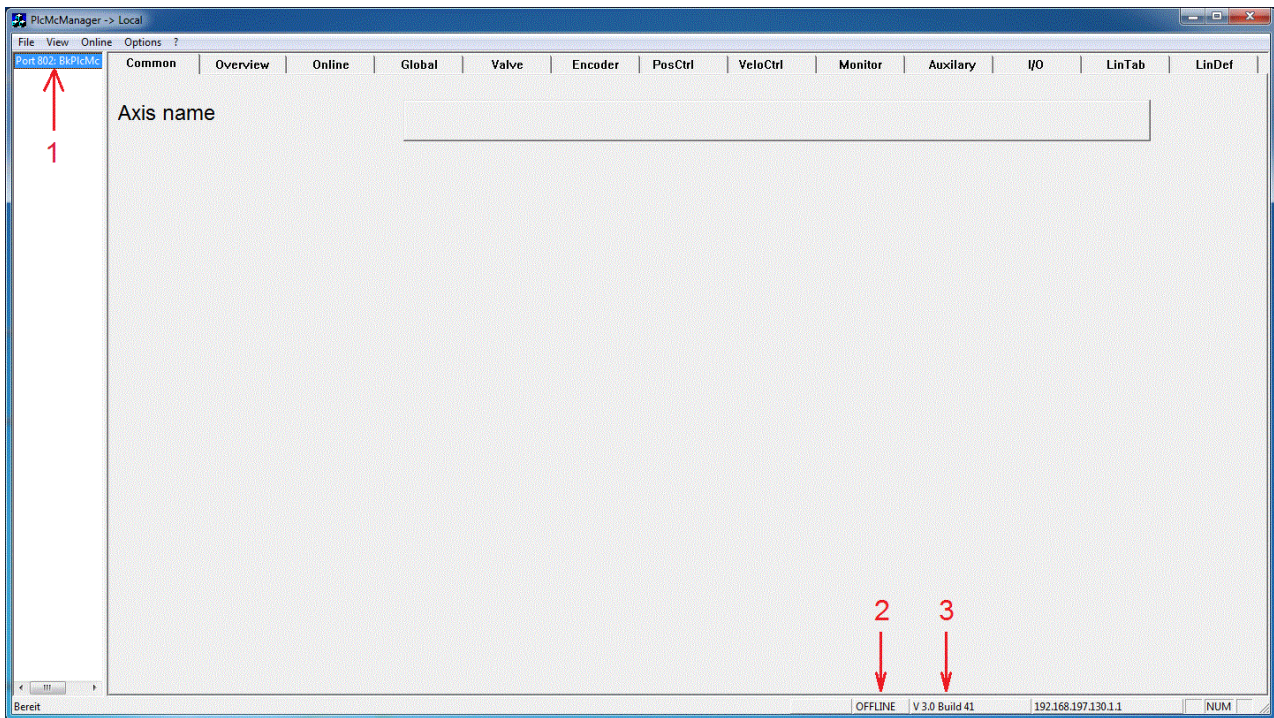 PlcMcManager -> Local
File View Online Options ?
Port 802: BkPlcMc
Common Overview Online Global Valve Encoder PosCtrl VeloCtrl Monitor Auxilary I/O LinTab LinDef
Axis name
1
2 3
Bereit OFFLINE V 3.0 Build 41 192.168.197.130.1.1 NUM